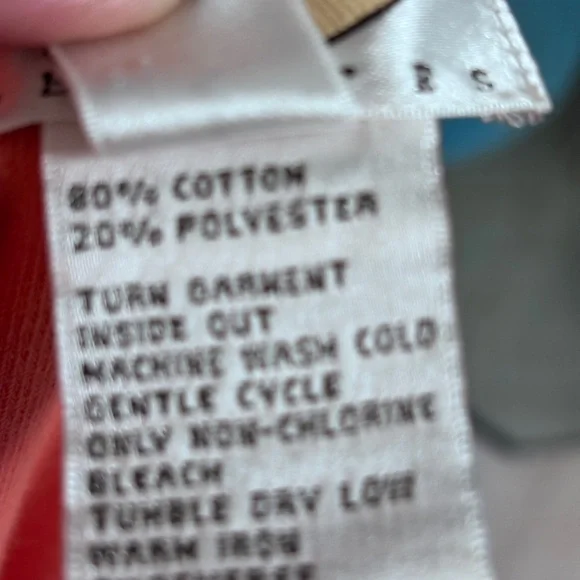 80% COTTON
20% POLYESTER
TURN GARMENT
INSIDE OUT
MACHINE WASH COLD
GENTLE CYCLE
ONLY NON-CHLORINE
BLEACH
TUMBLE DRY LOW
WARM IRON